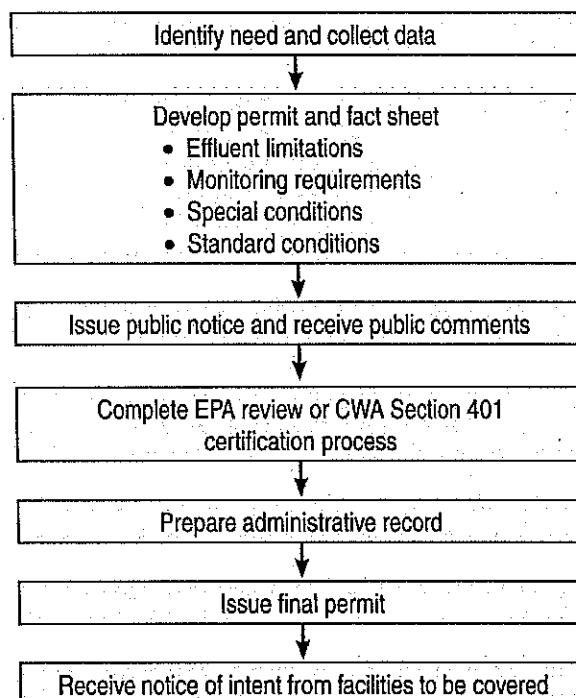 Identify need and collect data
Develop permit and fact sheet
• Effluent limitations
• Monitoring requirements
• Special conditions
• Standard conditions
Issue public notice and receive public comments
Complete EPA review or CWA Section 401
certification process
Prepare administrative record
Issue final permit
Receive notice of intent from facilities to be covered